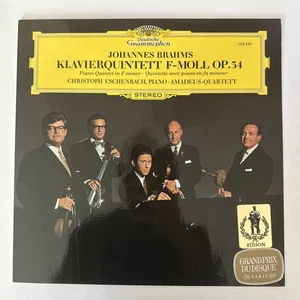 Deutsche
Grammophon
JOHANNES BRAHMS
KLAVIERQUINTETT F-MOLL OP. 34
Piano Quintet in F minor · Quintette avec piano en fa mineur
CHRISTOPH ESCHENBACH, PIANO · AMADEUS-QUARTETT
STEREO
EDISON
GRAND PRIX
DU DISQUE